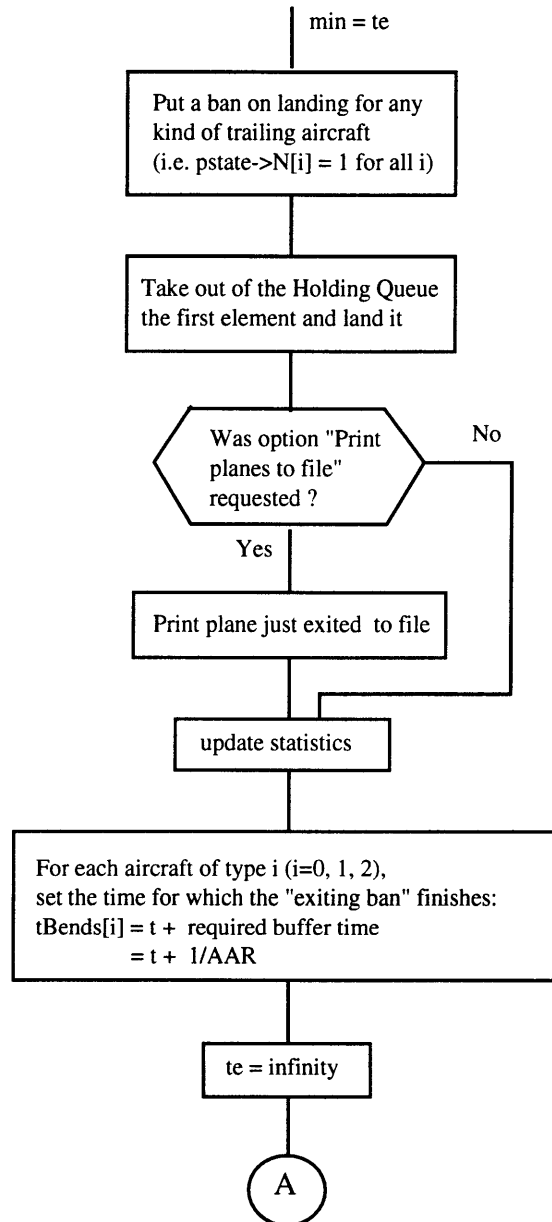 min = te
Put a ban on landing for any
kind of trailing aircraft
(i.e. pstate->N[i] = 1 for all i)
Take out of the Holding Queue
the first element and land it
Was option "Print
planes to file"
requested ?
No
Yes
Print plane just exited to file
update statistics
For each aircraft of type i (i=0, 1, 2),
set the time for which the "exiting ban" finishes:
tBends[i] = t + required buffer time
= t + 1/AAR
te = infinity
A